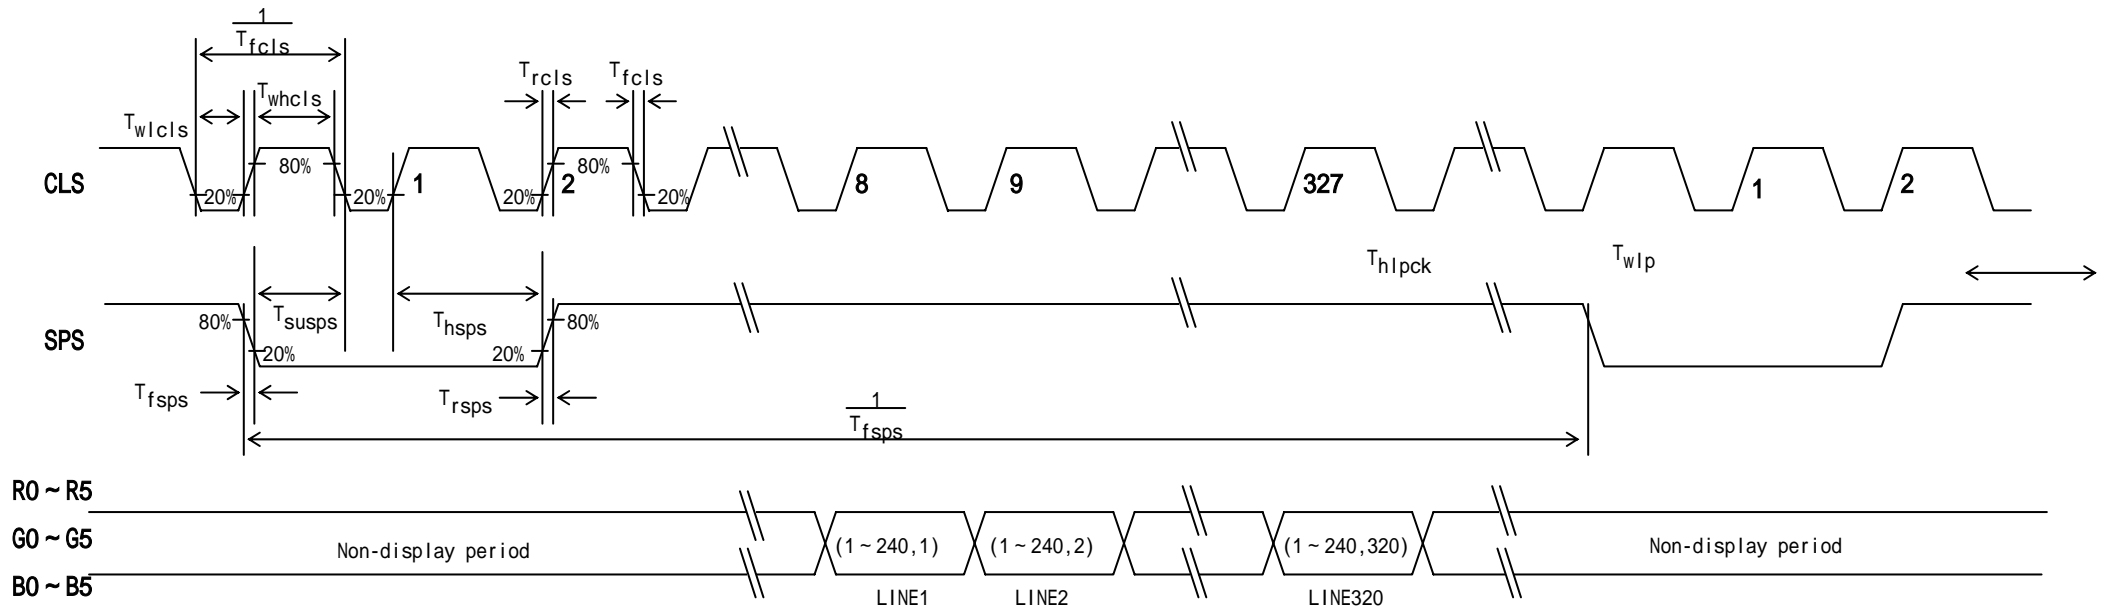 1
Tfcls
Twhcls
Trcls
Tfcls
Twlcls
80%
80%
CLS
20%
20%
1
20%
2
20%
8
9
327
1
2
Thlpck
Twlp
80%
Tsusps
Thsps
80%
SPS
20%
20%
Tfsps
Trsps
1
Tfsps
R0~R5
G0~G5
Non-display period
(1~240,1)
(1~240,2)
(1~240,320)
Non-display period
B0~B5
LINE1
LINE2
LINE320